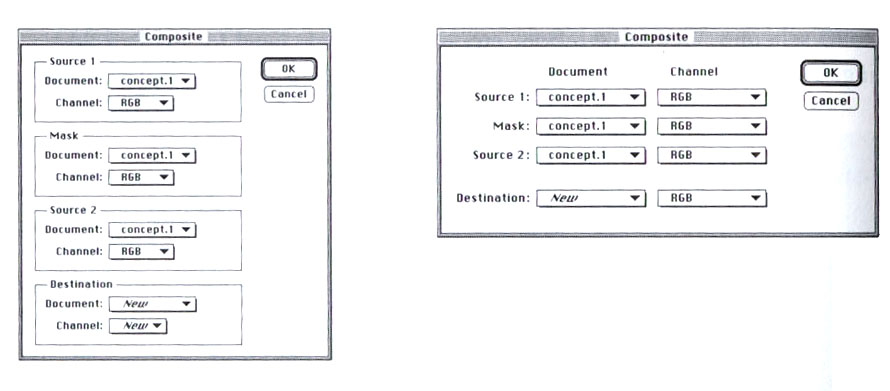 Composite
Source 1
Document: concept.1
Channel: RGB
Mask
Document: concept.1
Channel: RGB
Source 2
Document: concept.1
Channel: RGB
Destination
Document: New
Channel: New
OK
Cancel
Composite
Document Channel
Source 1: concept.1 RGB
Mask: concept.1 RGB
Source 2: concept.1 RGB
Destination: New RGB
OK
Cancel